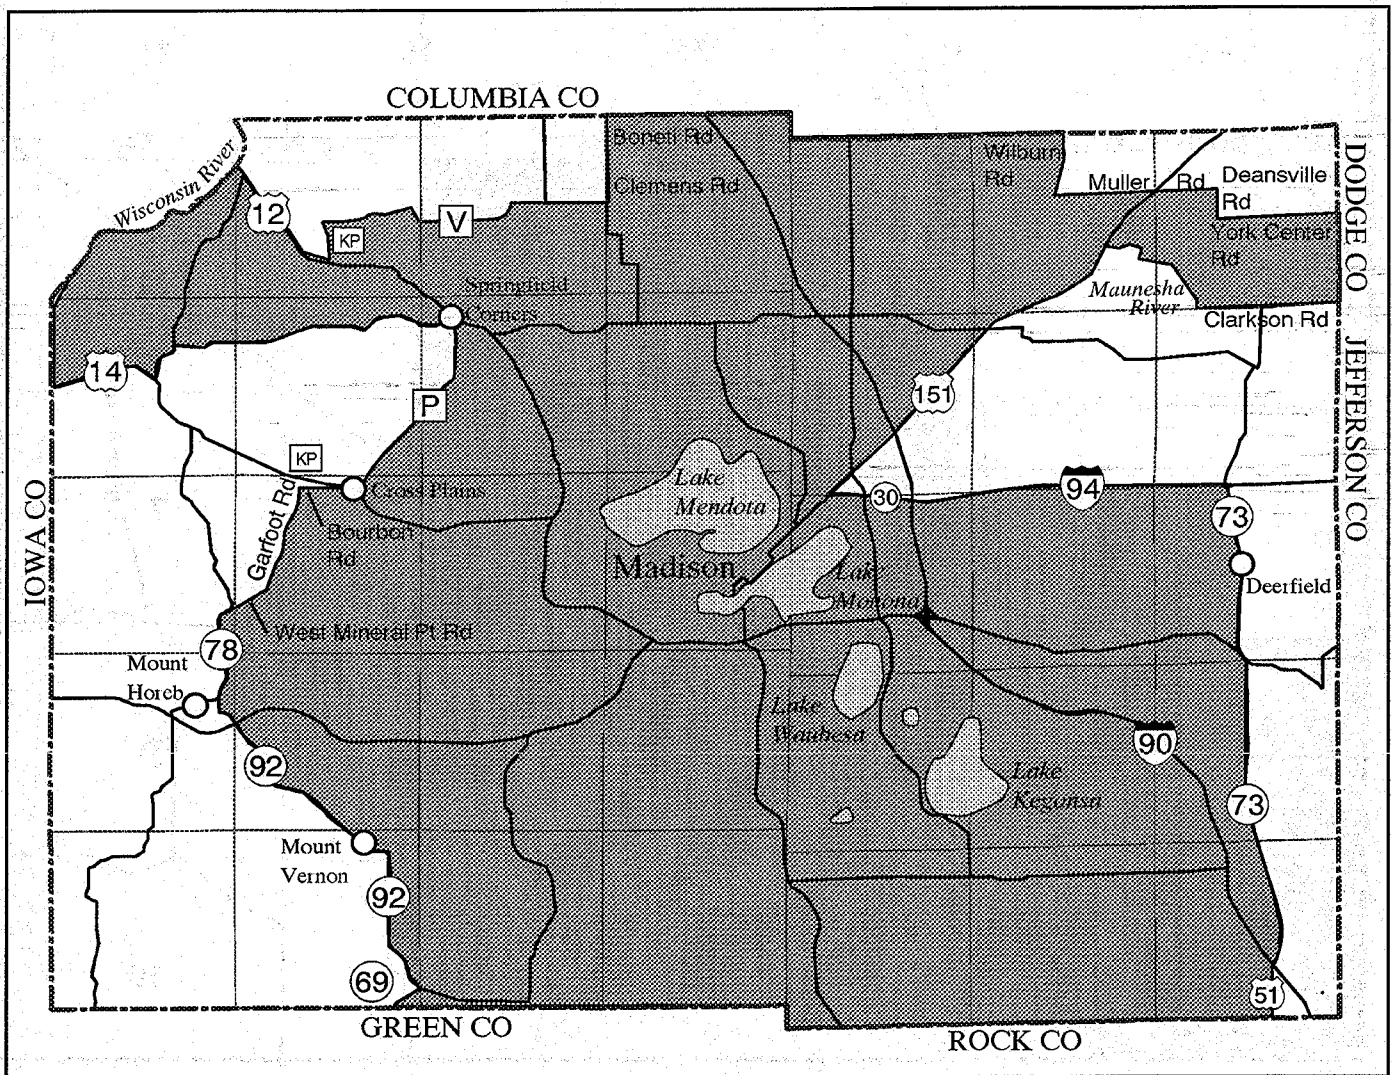 COLUMBIA CO
Bonetti Rd
Wilburn
Rd
Wisconsin River
Clemens Rd
Muller Rd
Deansville
Rd
DODGE CO
12
KP
V
York Center
Rd
Springfield
Corners
Maunesha
River
Clarkson Rd
14
P
151
JEFFERSON CO
KP
Cross Plains
Lake
Mendota
30
94
73
Garfoot Rd
Bourbon
Rd
IOWA CO
Madison
Lake
Monona
Deerfield
West Mineral Pt Rd
78
Mount
Horeb
Lake
Waubesa
90
92
Lake
Kegonsa
73
Mount
Vernon
92
69
51
GREEN CO
ROCK CO